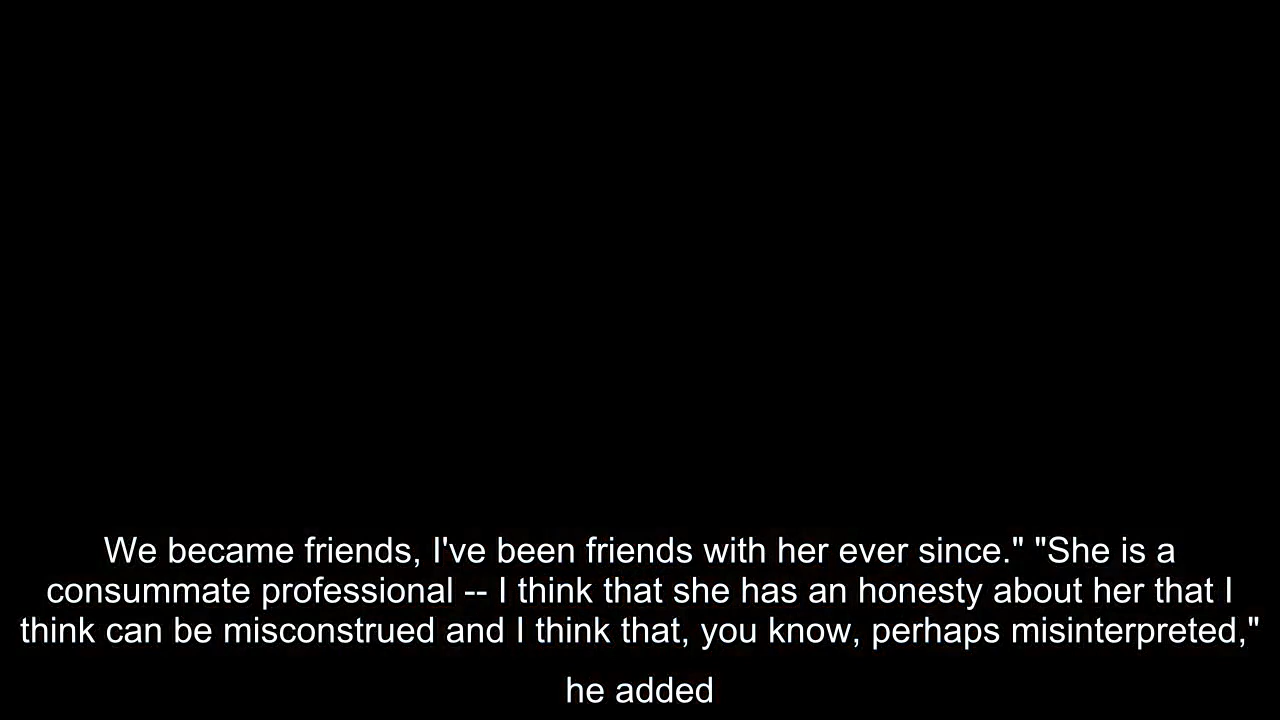 We became friends, I've been friends with her ever since." "She is a
consummate professional -- I think that she has an honesty about her that I
think can be misconstrued and I think that, you know, perhaps misinterpreted,"
he added